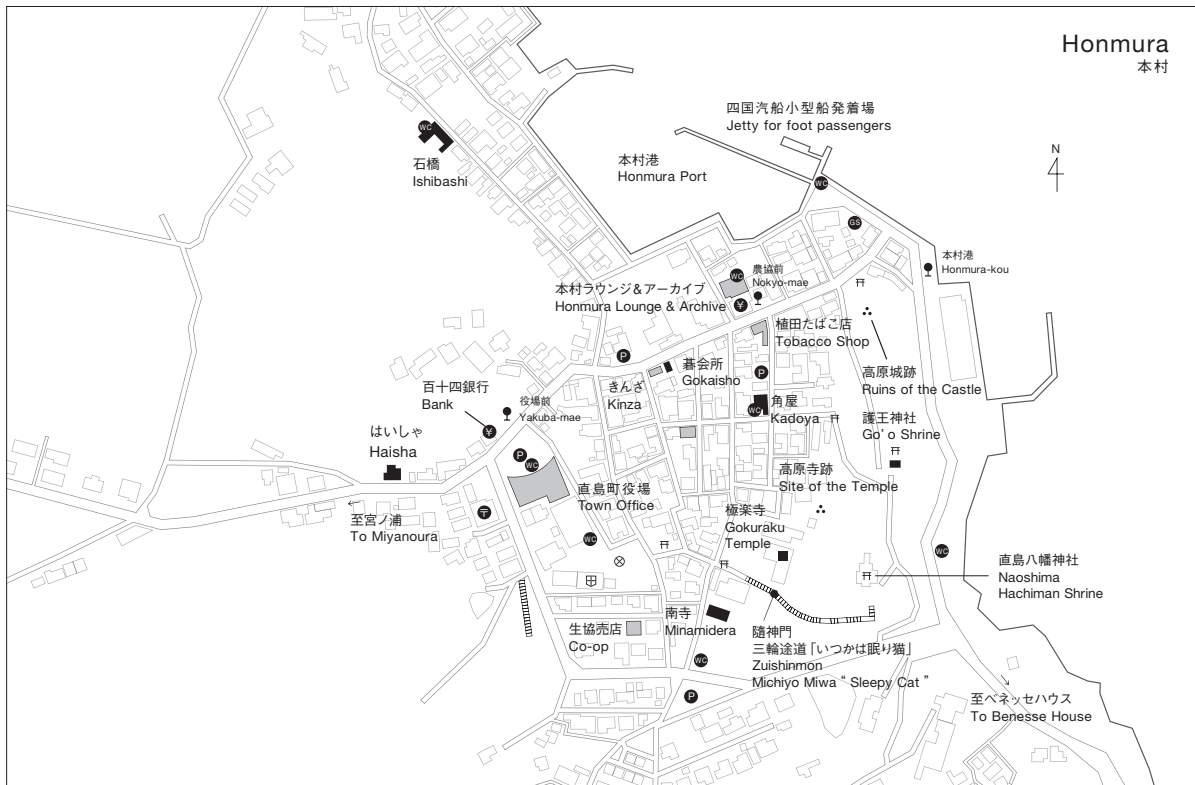 Honmura
本村
四国汽船小型船発着場
Jetty for foot passengers
N
WC
石橋
Ishibashi
本村港
Honmura Port
WC
GS
本村港
Honmura-kou
WC
農協前
Nokyo-mae
本村ラウンジ&アーカイブ
Honmura Lounge & Archive
¥
植田たばこ店
Tobacco Shop
P
碁会所
Gokaisho
P
高原城跡
Ruins of the Castle
百十四銀行
Bank
役場前
Yakuba-mae
きんざ
Kinza
角屋
Kadoya
WC
護王神社
Go'o Shrine
¥
はいしゃ
Haisha
P
WC
直島町役場
Town Office
高原寺跡
Site of the Temple
〒
極楽寺
Gokuraku
Temple
至宮ノ浦
To Miyanoura
WC
WC
直島八幡神社
Naoshima
Hachiman Shrine
生協売店
Co-op
南寺
Minamidera
随神門
三輪途道「いつかは眠り猫」
Zuishinmon
Michiyo Miwa “ Sleepy Cat ”
WC
P
至ベネッセハウス
To Benesse House